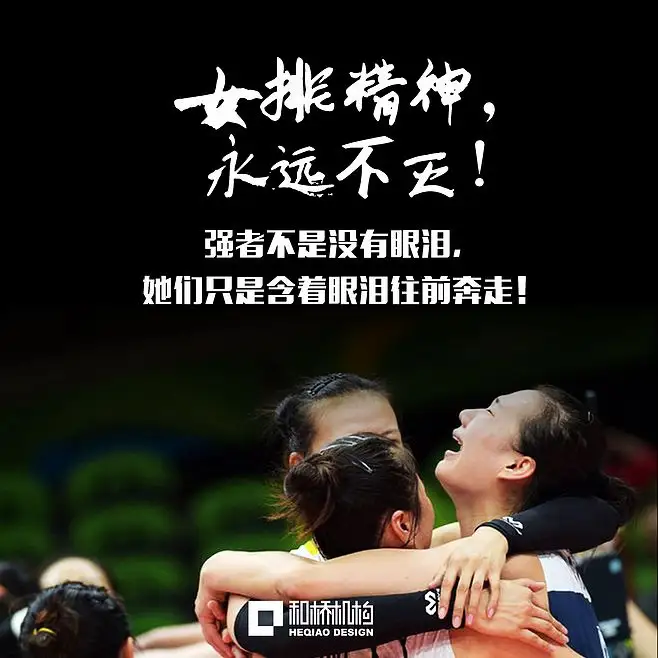 女排精神，
永远不灭！
强者不是没有眼泪，
她们只是含着眼泪往前奔走！
和桥机构
HEQIAO DESIGN